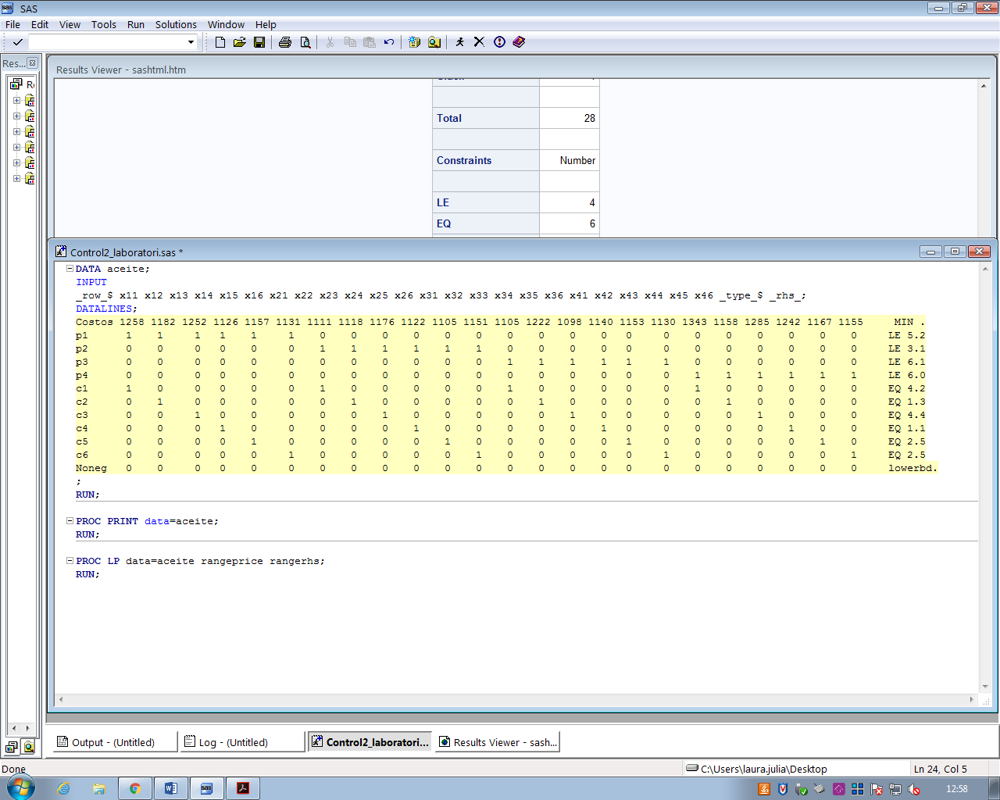 SAS
File Edit View Tools Run Solutions Window Help
Res...
Results Viewer - sashtml.htm
Total 28
Constraints Number
LE 4
EQ 6
Control2_laboratori.sas *
DATA aceite;
INPUT
_row_$ x11 x12 x13 x14 x15 x16 x21 x22 x23 x24 x25 x26 x31 x32 x33 x34 x35 x36 x41 x42 x43 x44 x45 x46 _type_$ _rhs_;
DATALINES;
Costos 1258 1182 1252 1126 1157 1131 1111 1118 1176 1122 1105 1151 1105 1222 1098 1140 1153 1130 1343 1158 1285 1242 1167 1155 MIN .
p1 1 1 1 1 1 1 0 0 0 0 0 0 0 0 0 0 0 0 0 0 0 0 0 0 LE 5.2
p2 0 0 0 0 0 0 1 1 1 1 1 1 0 0 0 0 0 0 0 0 0 0 0 0 LE 3.1
p3 0 0 0 0 0 0 0 0 0 0 0 0 1 1 1 1 1 1 0 0 0 0 0 0 LE 6.1
p4 0 0 0 0 0 0 0 0 0 0 0 0 0 0 0 0 0 0 1 1 1 1 1 1 LE 6.0
c1 1 0 0 0 0 0 1 0 0 0 0 0 1 0 0 0 0 0 1 0 0 0 0 0 EQ 4.2
c2 0 1 0 0 0 0 0 1 0 0 0 0 0 1 0 0 0 0 0 1 0 0 0 0 EQ 1.3
c3 0 0 1 0 0 0 0 0 1 0 0 0 0 0 1 0 0 0 0 0 1 0 0 0 EQ 4.4
c4 0 0 0 1 0 0 0 0 0 1 0 0 0 0 0 1 0 0 0 0 0 1 0 0 EQ 1.1
c5 0 0 0 0 1 0 0 0 0 0 1 0 0 0 0 0 1 0 0 0 0 0 1 0 EQ 2.5
c6 0 0 0 0 0 1 0 0 0 0 0 1 0 0 0 0 0 1 0 0 0 0 0 1 EQ 2.5
Noneg 0 0 0 0 0 0 0 0 0 0 0 0 0 0 0 0 0 0 0 0 0 0 0 0 lowerbd.
;
RUN;
PROC PRINT data=aceite;
RUN;
PROC LP data=aceite rangeprice rangerhs;
RUN;
Output - (Untitled) Log - (Untitled) Control2_laboratori... Results Viewer - sash...
Done C:\Users\laura.julia\Desktop Ln 24, Col 5
12:58